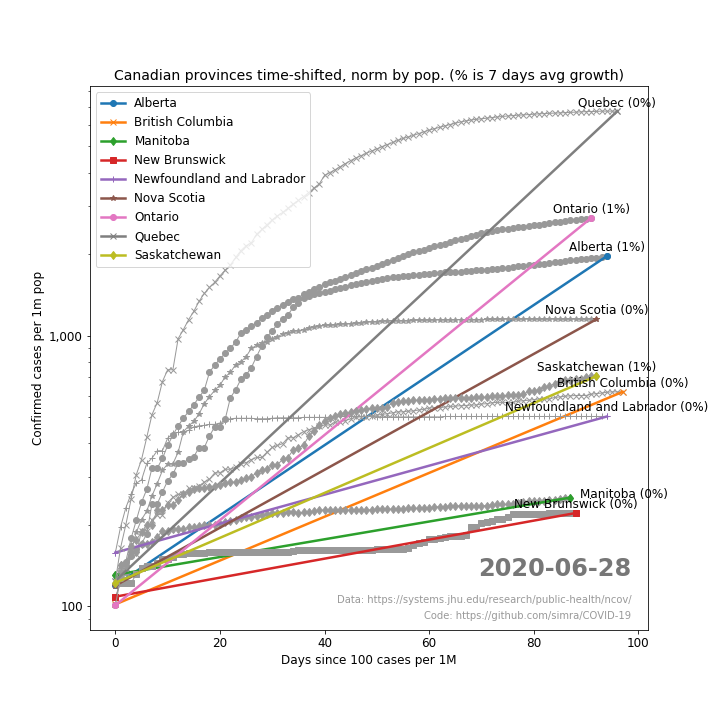 Canadian provinces time-shifted, norm by pop. (% is 7 days avg growth)
Alberta
British Columbia
Manitoba
New Brunswick
Newfoundland and Labrador
Nova Scotia
Ontario
Quebec
Saskatchewan
Quebec (0%)
Ontario (1%)
Alberta (1%)
Nova Scotia (0%)
Saskatchewan (1%)
British Columbia (0%)
Newfoundland and Labrador (0%)
Manitoba (0%)
New Brunswick (0%)
1,000
100
Confirmed cases per 1m pop
2020-06-28
Data: https://systems.jhu.edu/research/public-health/ncov/
Code: https://github.com/simra/COVID-19
0 20 40 60 80 100
Days since 100 cases per 1M